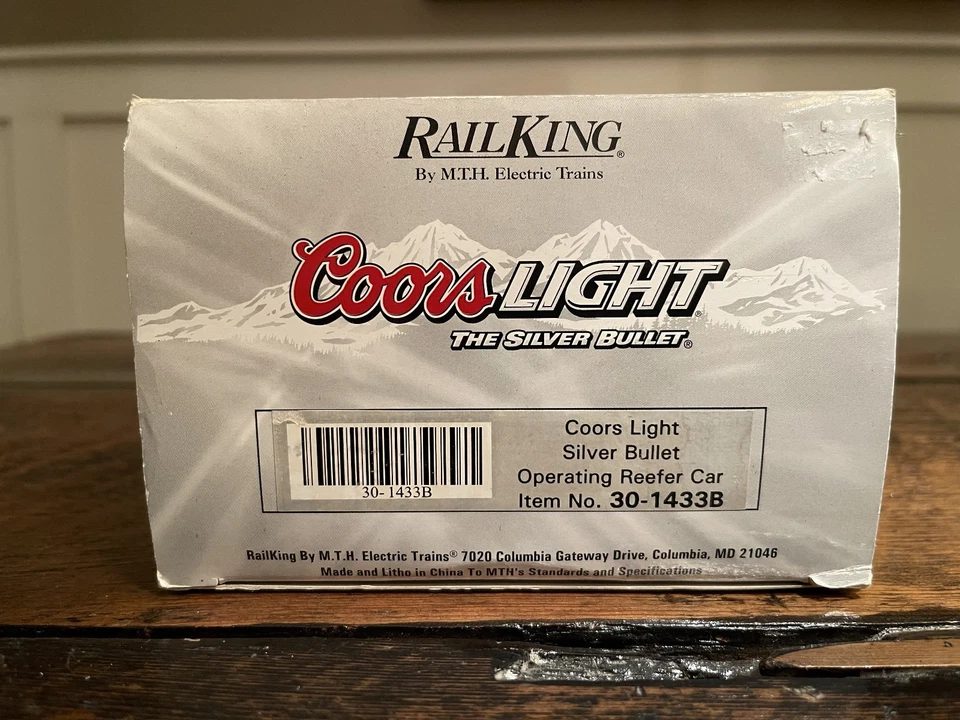 RAILKING®
By M.T.H. Electric Trains
Coors LIGHT®
THE SILVER BULLET®
Coors Light
Silver Bullet
Operating Reefer Car
Item No. 30-1433B
30-1433B
RailKing By M.T.H. Electric Trains® 7020 Columbia Gateway Drive, Columbia, MD 21046
Made and Litho in China To MTH's Standards and Specifications